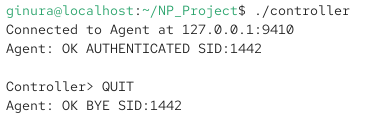 ginura@localhost:~/NP_Project$ ./controller
Connected to Agent at 127.0.0.1:9410
Agent: OK AUTHENTICATED SID:1442
Controller> QUIT
Agent: OK BYE SID:1442